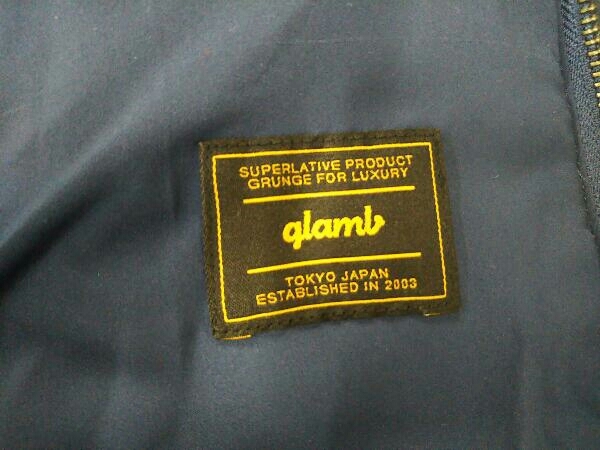 SUPERLATIVE PRODUCT
GRUNGE FOR LUXURY
glamb
TOKYO JAPAN
ESTABLISHED IN 2003